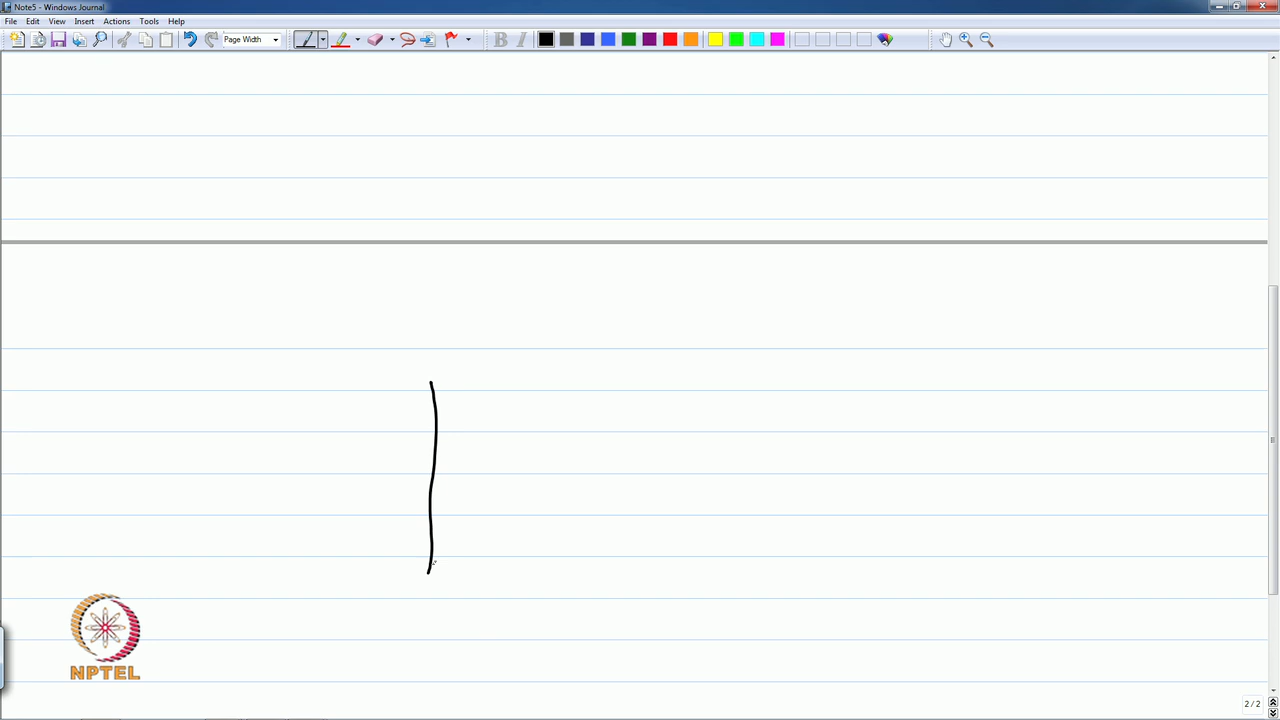 Note5 - Windows Journal
File Edit View Insert Actions Tools Help
Page Width B I
NPTEL
2 / 2